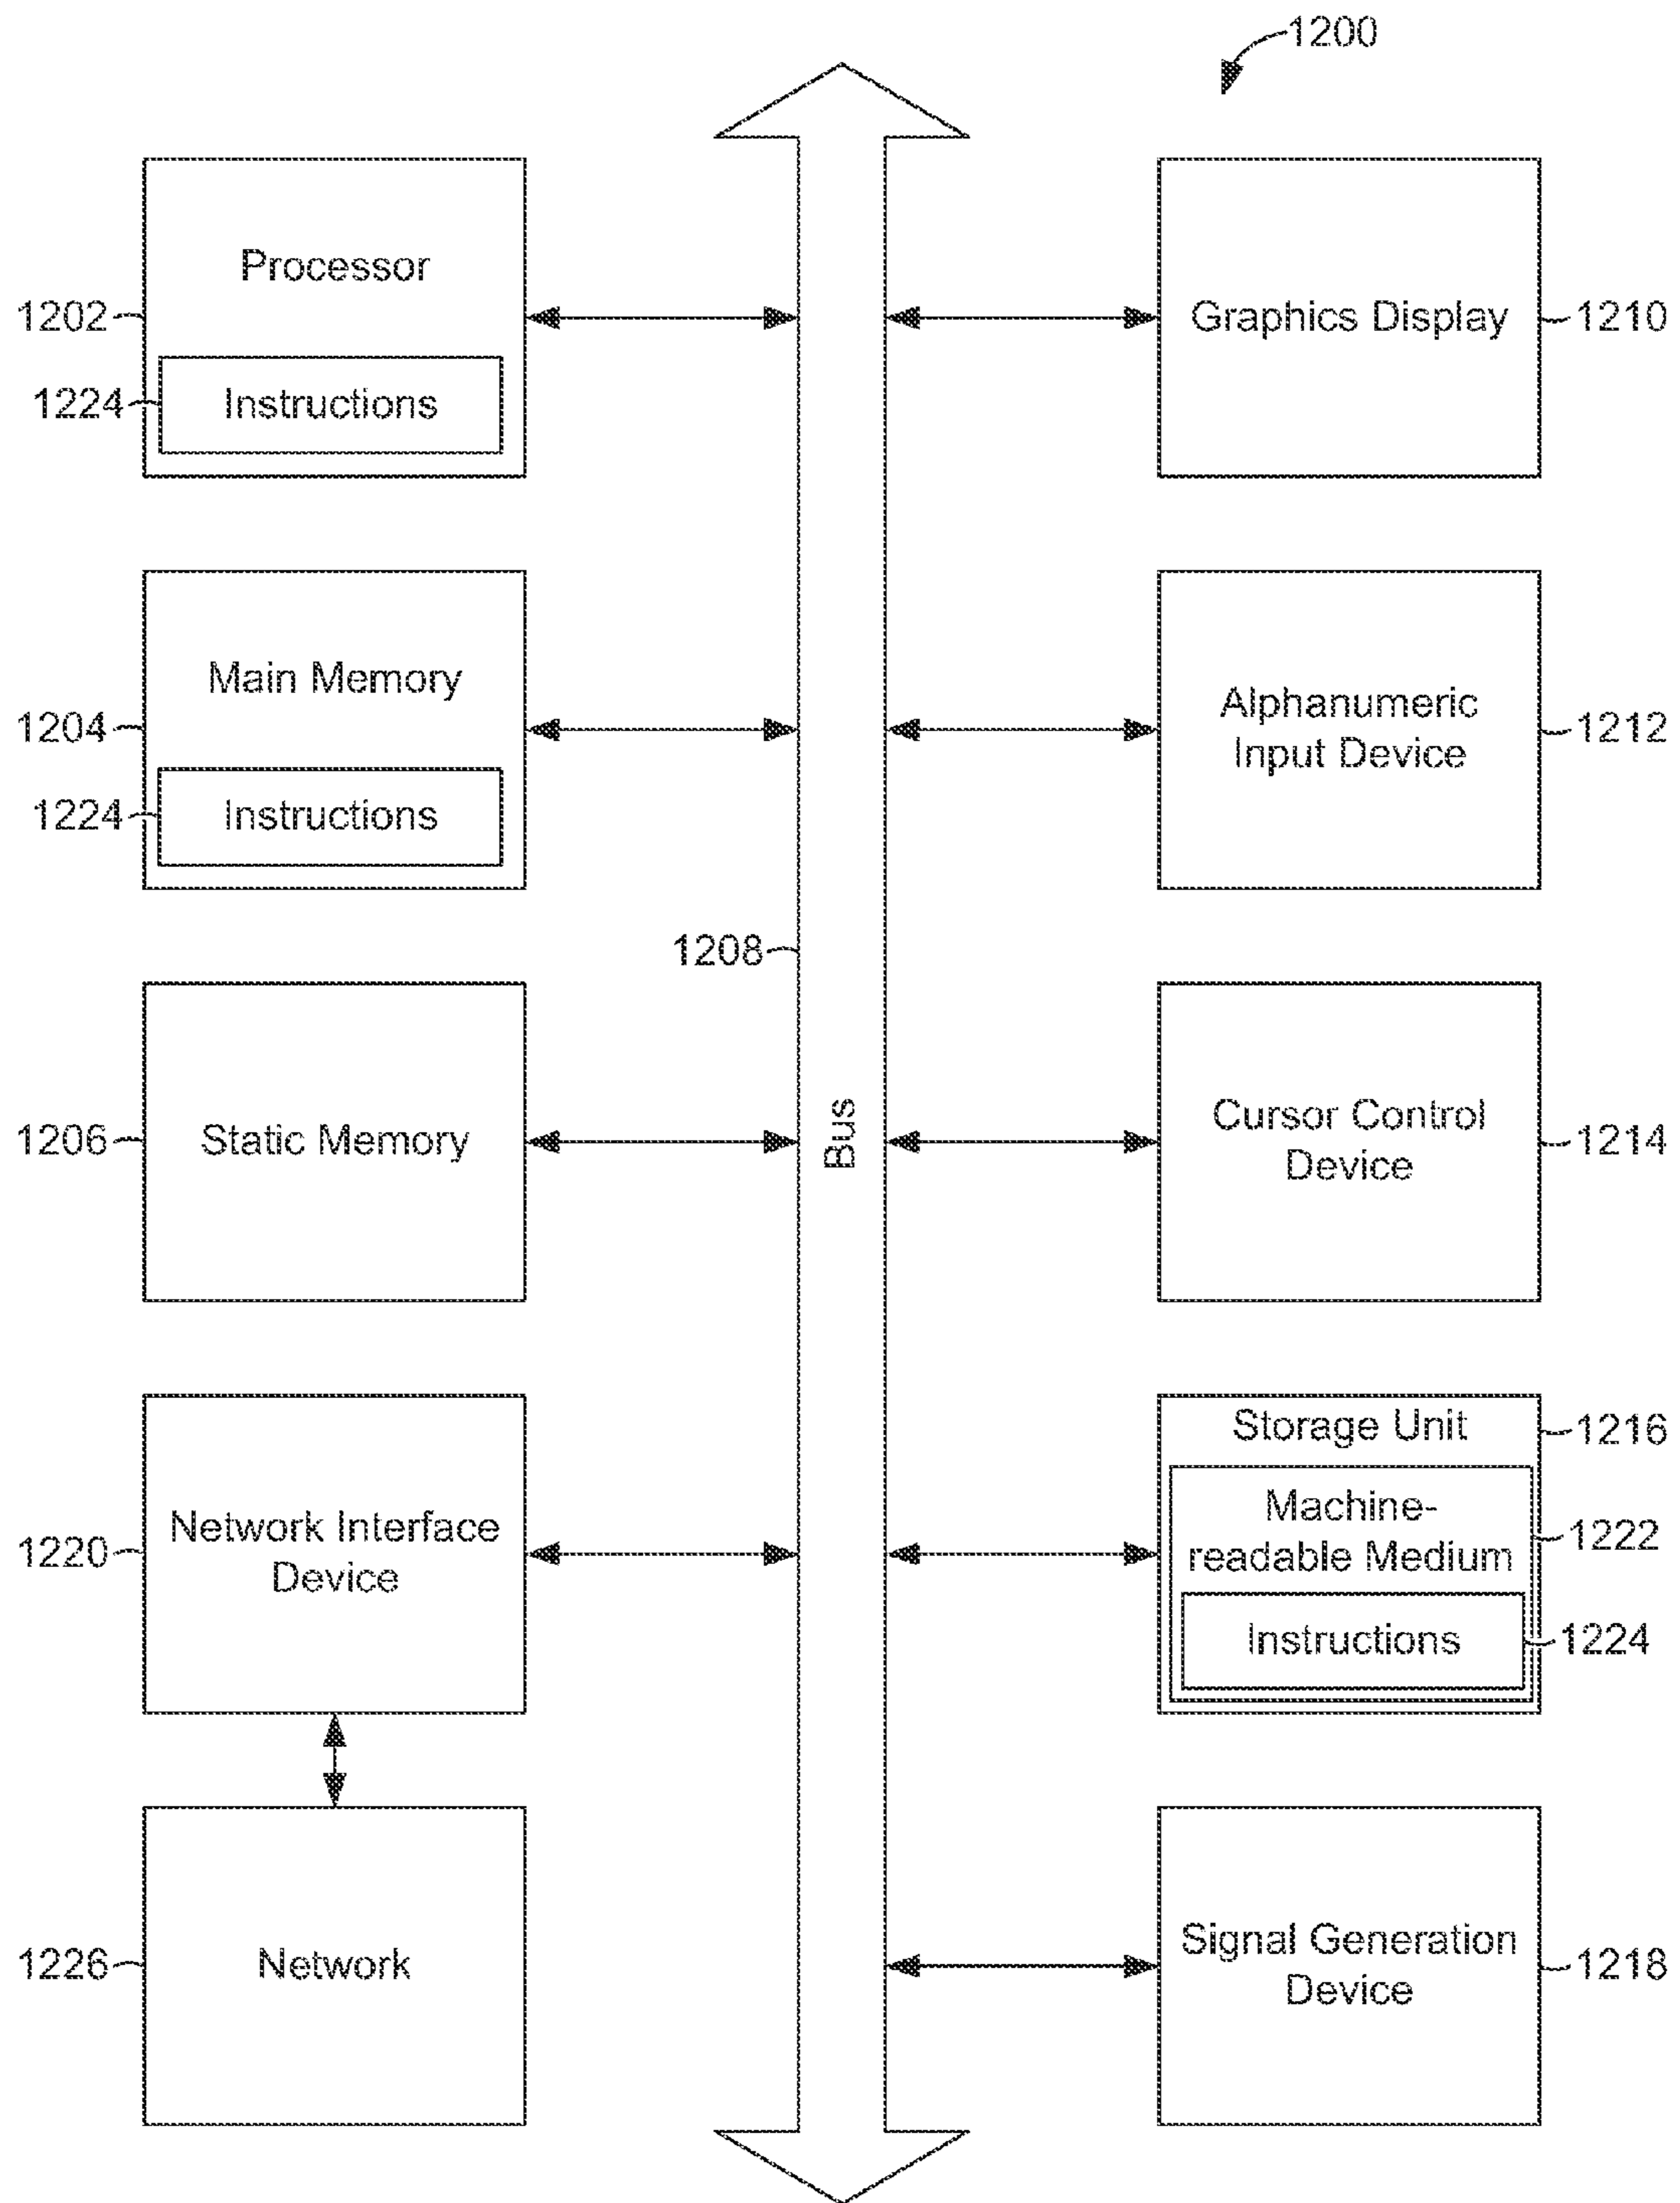 1200
Processor
1202
1224
Instructions
Graphics Display
1210
Main Memory
1204
1224
Instructions
Alphanumeric
Input Device
1212
1208
Bus
Static Memory
1206
Cursor Control
Device
1214
Network Interface
Device
1220
Storage Unit
1216
Machine-
readable Medium
1222
Instructions
1224
Network
1226
Signal Generation
Device
1218